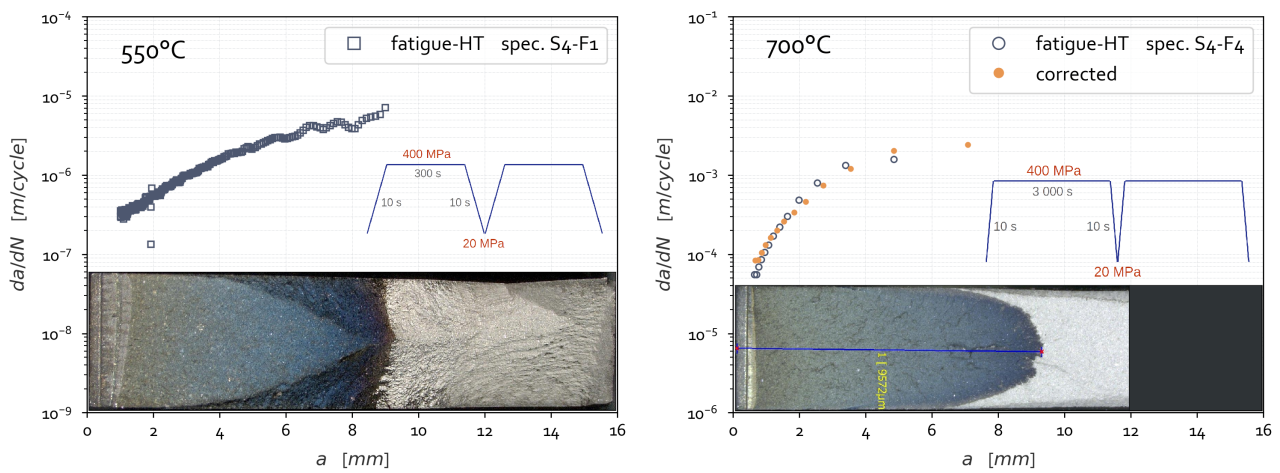 10⁻⁴
10⁻⁵
10⁻⁶
10⁻⁷
10⁻⁸
10⁻⁹
da/dN [m/cycle]
550°C
fatigue-HT spec. S4-F1
400 MPa
300 s
10 s 10 s
20 MPa
0 2 4 6 8 10 12 14 16
a [mm]
10⁻¹
10⁻²
10⁻³
10⁻⁴
10⁻⁵
10⁻⁶
da/dN [m/cycle]
700°C
fatigue-HT spec. S4-F4
corrected
400 MPa
3 000 s
10 s 10 s
20 MPa
1 | 9572µm
0 2 4 6 8 10 12 14 16
a [mm]